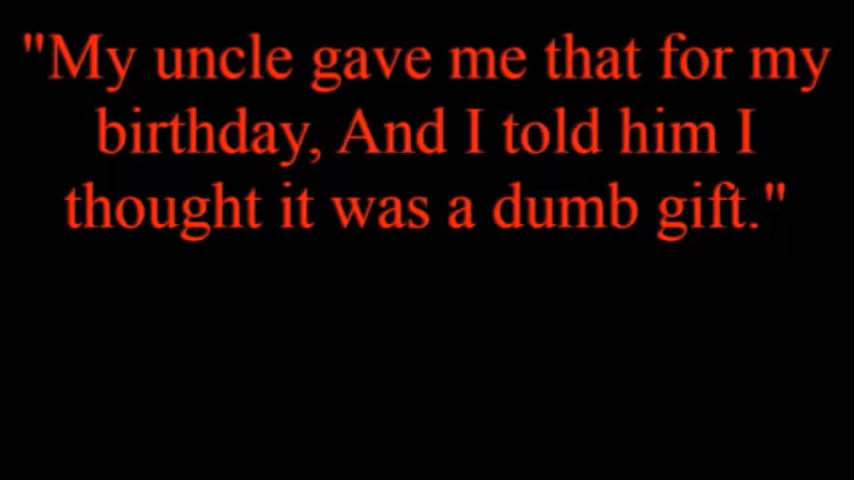 "My uncle gave me that for my
birthday, And I told him I
thought it was a dumb gift."